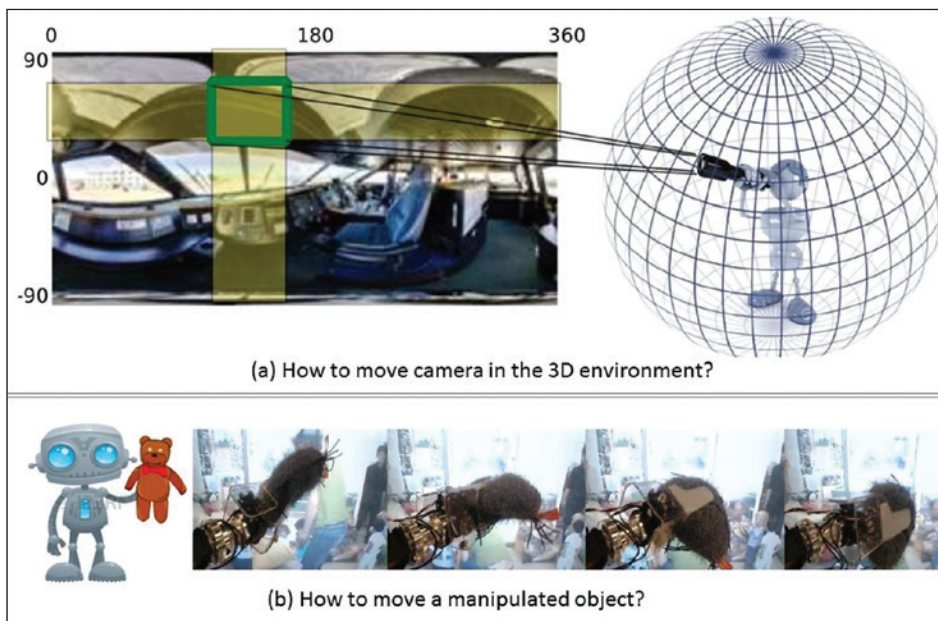 0 180 360
90
0
-90
(a) How to move camera in the 3D environment?
(b) How to move a manipulated object?